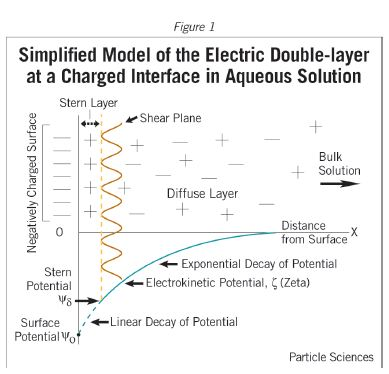 Figure 1
Simplified Model of the Electric Double-layer
at a Charged Interface in Aqueous Solution
Stern Layer
Shear Plane
Negatively Charged Surface
Bulk
Solution
Diffuse Layer
0
Distance
from Surface
X
Exponential Decay of Potential
Stern
Potential
Ψδ
Electrokinetic Potential, ζ (Zeta)
Surface
Potential Ψ0
Linear Decay of Potential
Particle Sciences